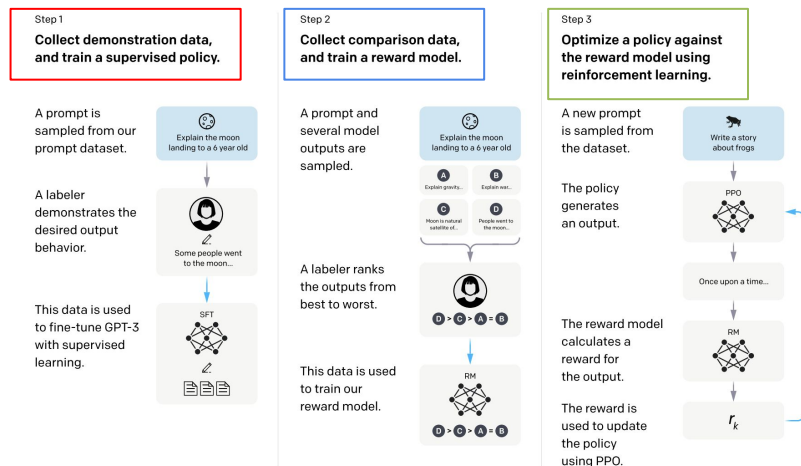 Step 1
Collect demonstration data,
and train a supervised policy.
A prompt is
sampled from our
prompt dataset.
Explain the moon
landing to a 6 year old
A labeler
demonstrates the
desired output
behavior.
Some people went
to the moon...
This data is used
to fine-tune GPT-3
with supervised
learning.
SFT
Step 2
Collect comparison data,
and train a reward model.
A prompt and
several model
outputs are
sampled.
Explain the moon
landing to a 6 year old
A
Explain gravity...
B
Explain war...
C
Moon is natural
satellite of...
D
People went to
the moon...
A labeler ranks
the outputs from
best to worst.
D > C > A = B
This data is used
to train our
reward model.
RM
D > C > A = B
Step 3
Optimize a policy against
the reward model using
reinforcement learning.
A new prompt
is sampled from
the dataset.
Write a story
about frogs
The policy
generates
an output.
PPO
Once upon a time...
The reward model
calculates a
reward for
the output.
RM
The reward is
used to update
the policy
using PPO.
rk